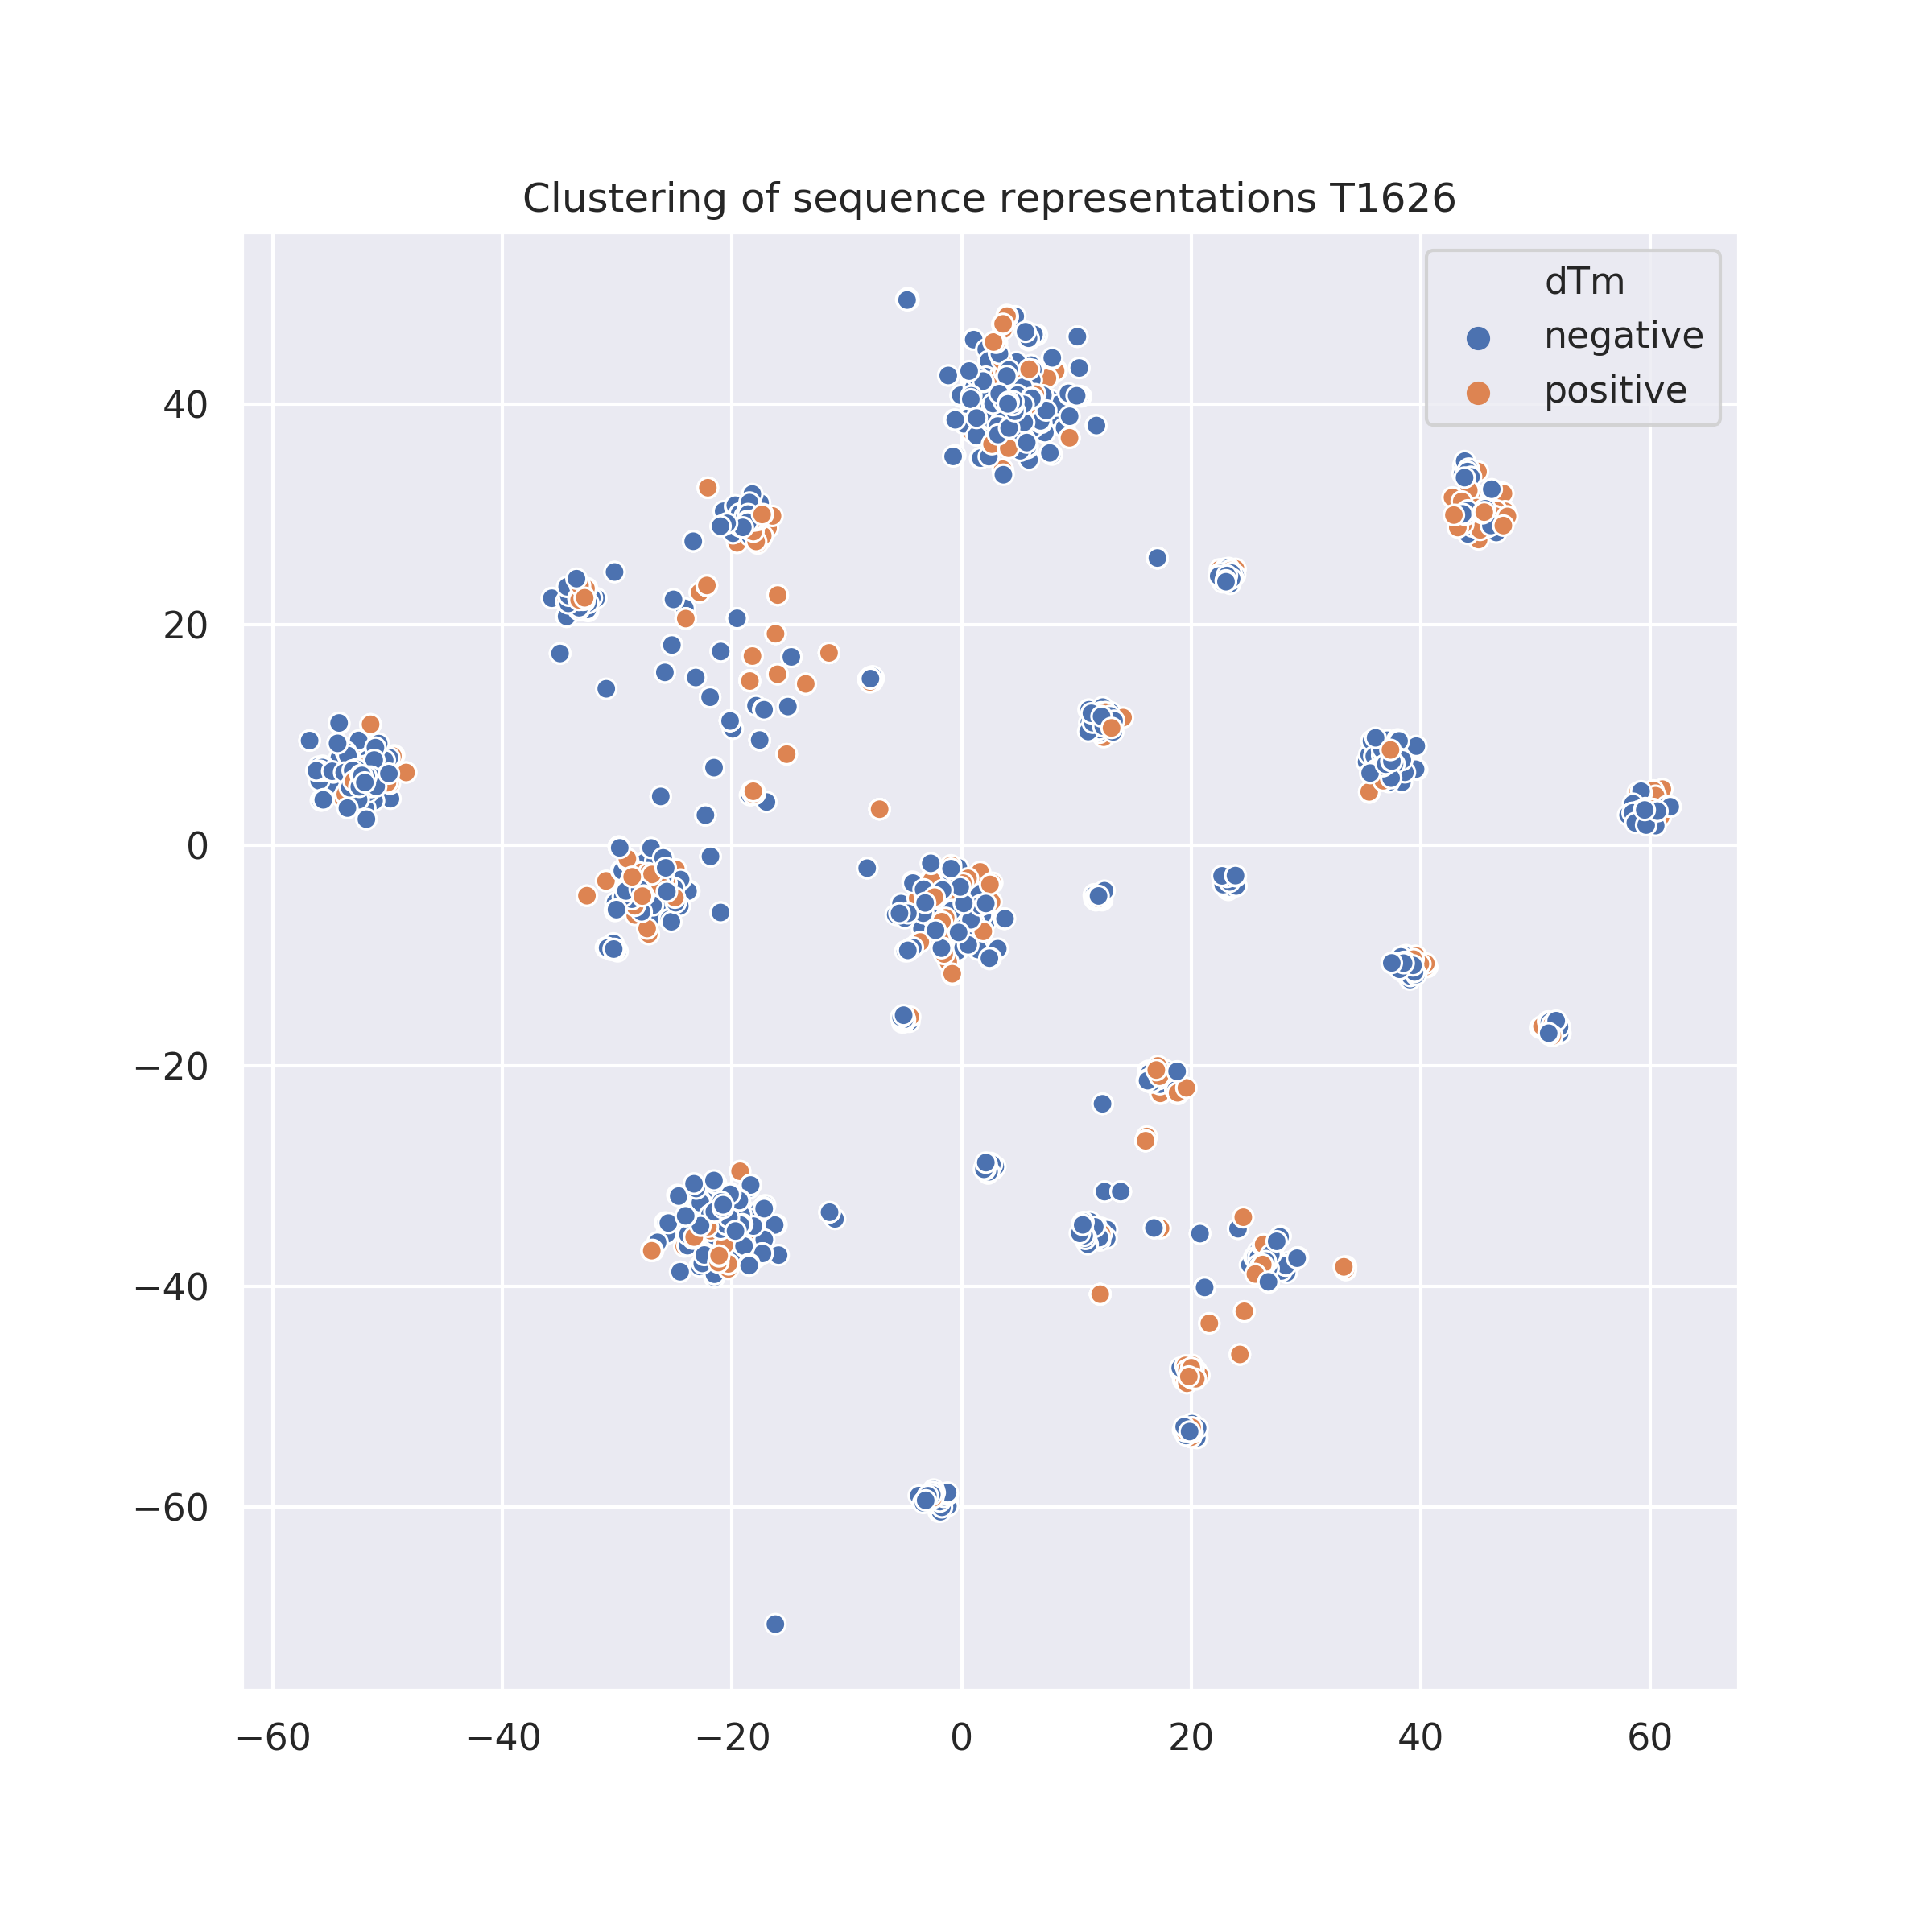 Clustering of sequence representations T1626
dTm
negative
positive
40
20
0
−20
−40
−60
−60 −40 −20 0 20 40 60